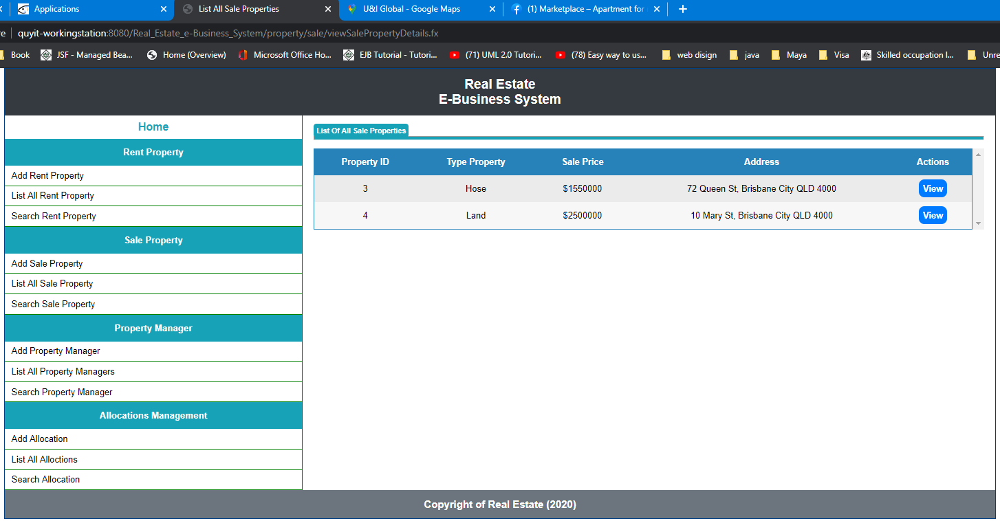 Applications
List All Sale Properties
U&I Global - Google Maps
(1) Marketplace – Apartment for
re | quyit-workingstation:8080/Real_Estate_e-Business_System/property/sale/viewSalePropertyDetails.fx
Book JSF - Managed Bea... Home (Overview) Microsoft Office Ho... EJB Tutorial - Tutori... (71) UML 2.0 Tutori... (78) Easy way to us... web disign java Maya Visa Skilled occupation l... Unre
Real Estate
E-Business System
Home
Rent Property
Add Rent Property
List All Rent Property
Search Rent Property
Sale Property
Add Sale Property
List All Sale Property
Search Sale Property
Property Manager
Add Property Manager
List All Property Managers
Search Property Manager
Allocations Management
Add Allocation
List All Alloctions
Search Allocation
List Of All Sale Properties
Property ID Type Property Sale Price Address Actions
3 Hose $1550000 72 Queen St, Brisbane City QLD 4000 View
4 Land $2500000 10 Mary St, Brisbane City QLD 4000 View
Copyright of Real Estate (2020)